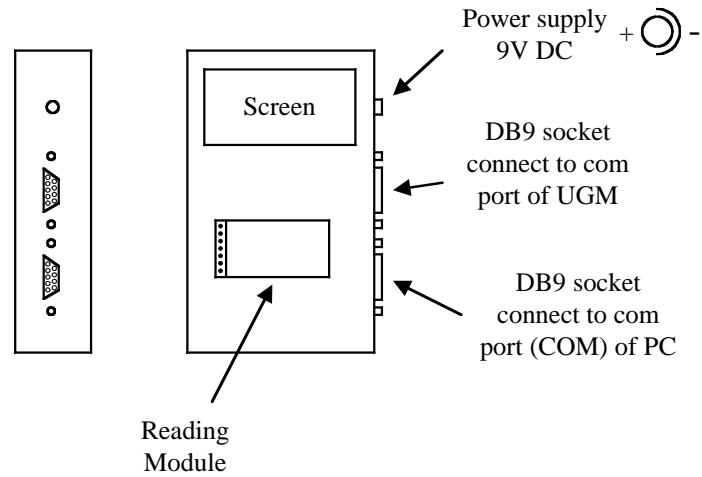 Power supply
9V DC
+ -
Screen
DB9 socket
connect to com
port of UGM
DB9 socket
connect to com
port (COM) of PC
Reading
Module